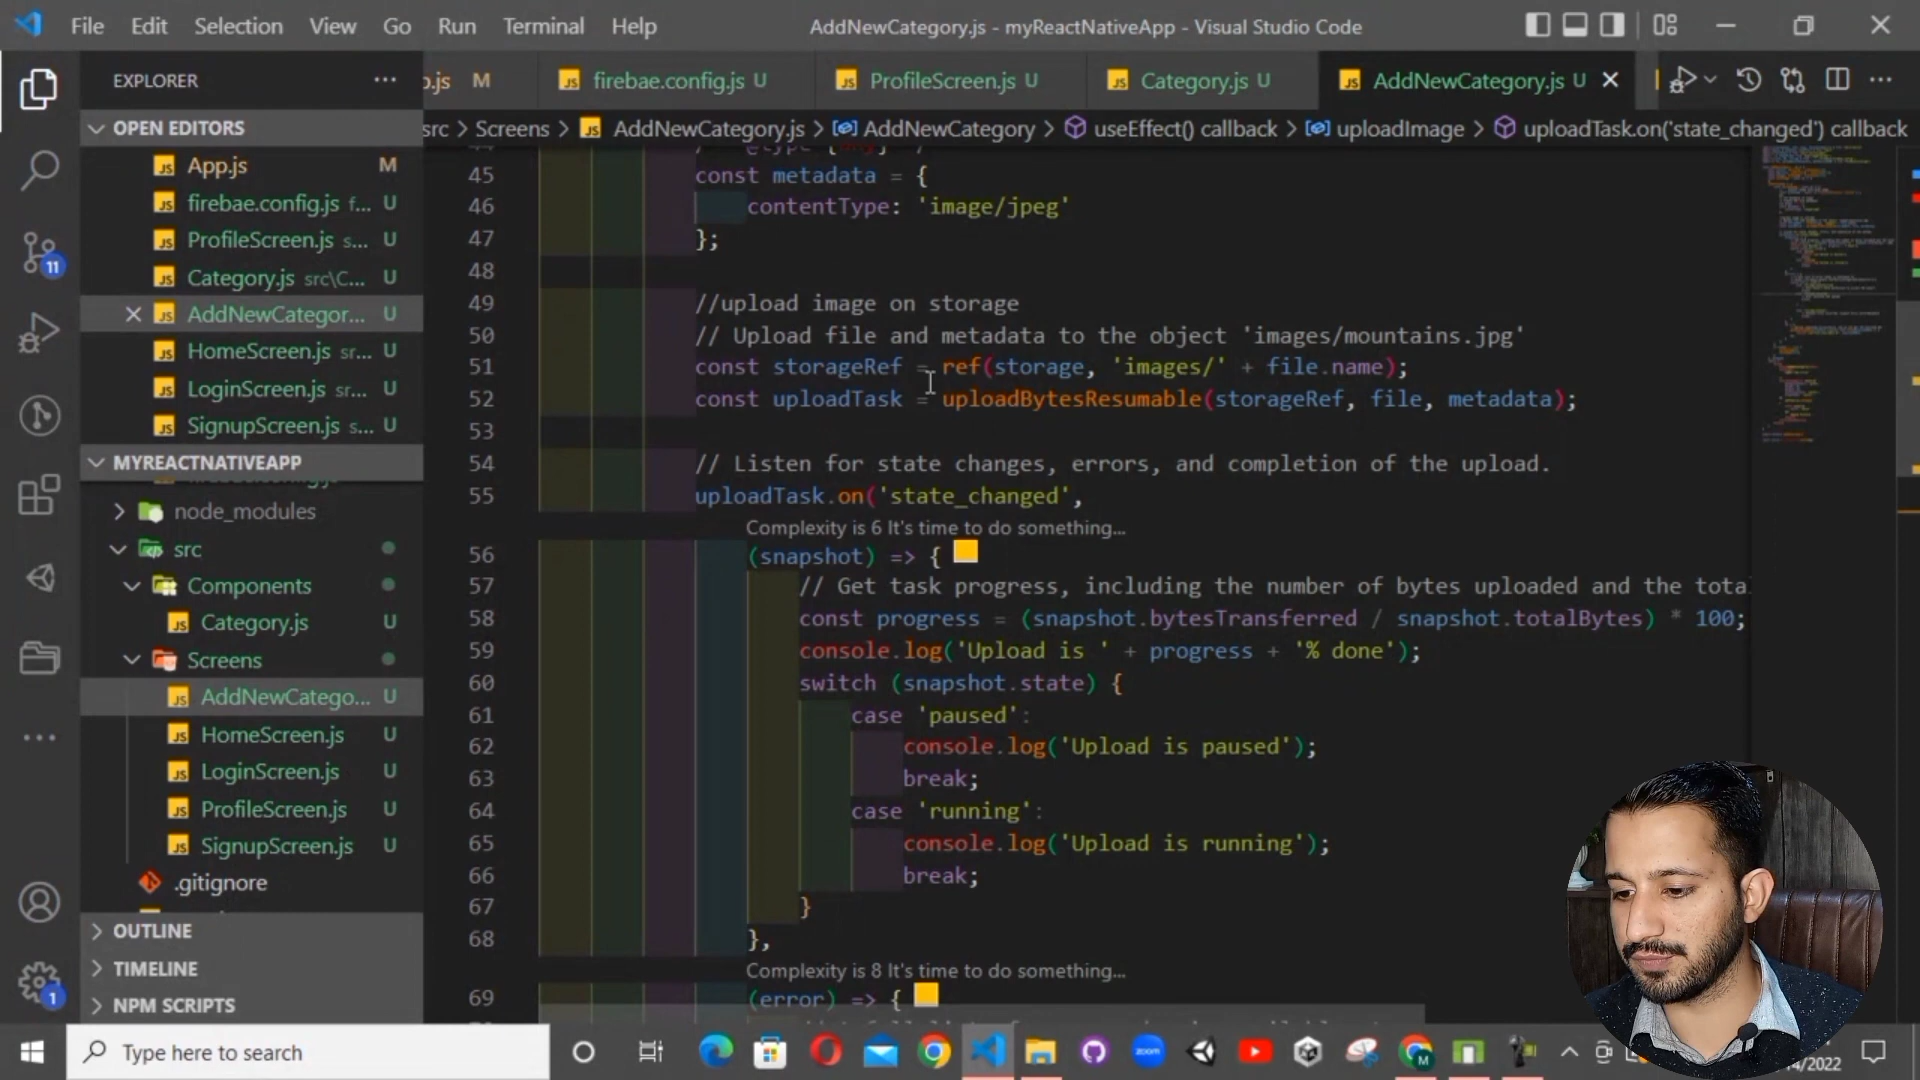 File Edit Selection View Go Run Terminal Help AddNewCategory.js - myReactNativeApp - Visual Studio Code
EXPLORER
.js M firebae.config.js U ProfileScreen.js U Category.js U AddNewCategory.js U
src > Screens > AddNewCategory.js > AddNewCategory > useEffect() callback > uploadImage > uploadTask.on('state_changed') callback
OPEN EDITORS
App.js M
firebae.config.js f... U
ProfileScreen.js s... U
Category.js src\C... U
AddNewCategor... U
HomeScreen.js sr... U
LoginScreen.js sr... U
SignupScreen.js s... U
MYREACTNATIVEAPP
node_modules
src
Components
Category.js U
Screens
AddNewCatego... U
HomeScreen.js U
LoginScreen.js U
ProfileScreen.js U
SignupScreen.js U
.gitignore
OUTLINE
TIMELINE
NPM SCRIPTS
11
1
45 const metadata = {
46 contentType: 'image/jpeg'
47 };
48
49 //upload image on storage
50 // Upload file and metadata to the object 'images/mountains.jpg'
51 const storageRef = ref(storage, 'images/' + file.name);
52 const uploadTask = uploadBytesResumable(storageRef, file, metadata);
53
54 // Listen for state changes, errors, and completion of the upload.
55 uploadTask.on('state_changed',
Complexity is 6 It's time to do something...
56 (snapshot) => {
57 // Get task progress, including the number of bytes uploaded and the tota
58 const progress = (snapshot.bytesTransferred / snapshot.totalBytes) * 100;
59 console.log('Upload is ' + progress + '% done');
60 switch (snapshot.state) {
61 case 'paused':
62 console.log('Upload is paused');
63 break;
64 case 'running':
65 console.log('Upload is running');
66 break;
67 }
68 },
Complexity is 8 It's time to do something...
69 (error) => {
Type here to search
zoom
M
/2022